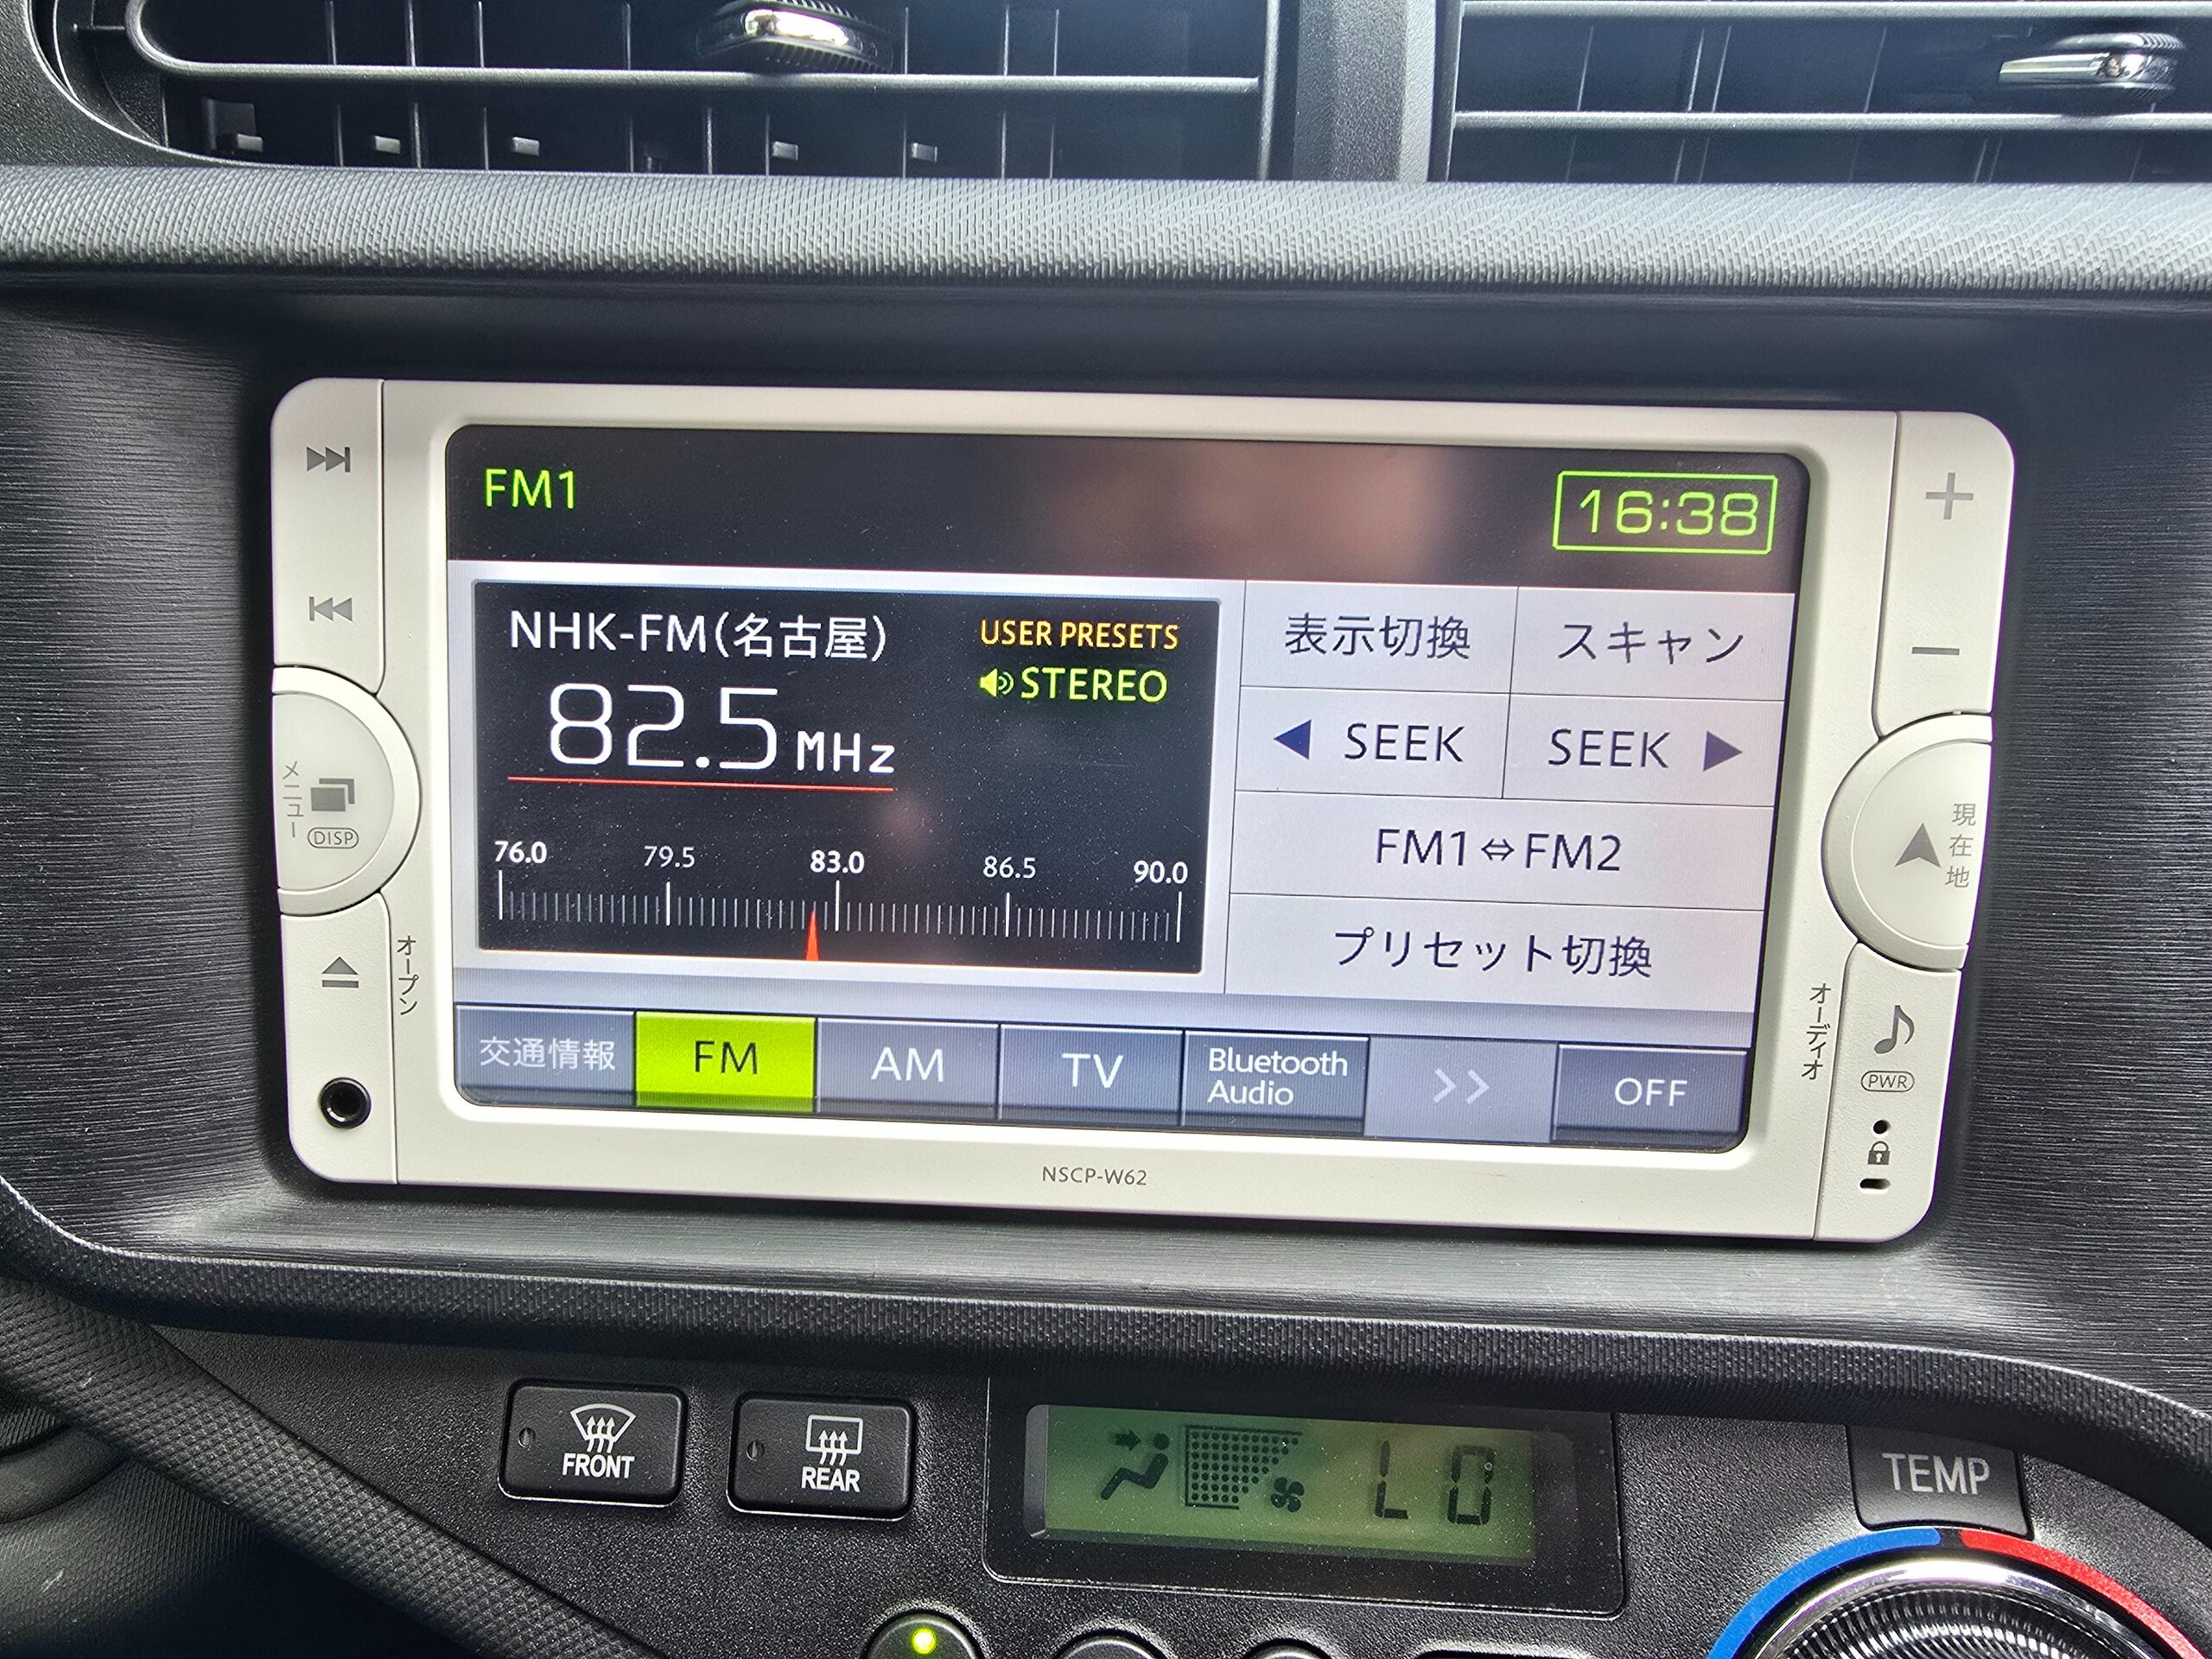 FM1
16:38
NHK-FM(名古屋)
USER PRESETS
STEREO
82.5 MHz
76.0 79.5 83.0 86.5 90.0
表示切換
スキャン
◀ SEEK
SEEK ▶
FM1⇔FM2
プリセット切換
交通情報
FM
AM
TV
Bluetooth
Audio
>>
OFF
メニュー
DISP
オープン
現在地
オーディオ
PWR
NSCP-W62
FRONT
REAR
LO
TEMP